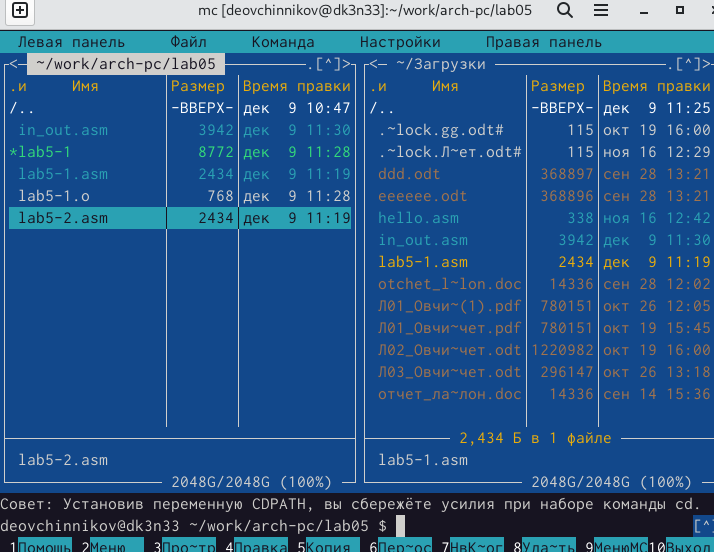 mc [deovchinnikov@dk3n33]:~/work/arch-pc/lab05
Левая панель Файл Команда Настройки Правая панель
<─ ~/work/arch-pc/lab05 .[^]>
.и Имя Размер Время правки
/.. -ВВЕРХ- дек 9 10:47
in_out.asm 3942 дек 9 11:30
*lab5-1 8772 дек 9 11:28
lab5-1.asm 2434 дек 9 11:19
lab5-1.o 768 дек 9 11:28
lab5-2.asm 2434 дек 9 11:19
lab5-2.asm
2048G/2048G (100%)
<─ ~/Загрузки .[^]>
.и Имя Размер Время правки
/.. -ВВЕРХ- дек 9 11:25
.~lock.gg.odt# 115 окт 19 16:00
.~lock.Л~ет.odt# 115 ноя 16 12:29
ddd.odt 368897 сен 28 13:21
eeeeee.odt 368896 сен 28 13:21
hello.asm 338 ноя 16 12:42
in_out.asm 3942 дек 9 11:30
lab5-1.asm 2434 дек 9 11:19
otchet_l~lon.doc 14336 сен 28 12:02
Л01_Овчи~(1).pdf 780151 окт 26 12:05
Л01_Овчи~чет.pdf 780151 окт 19 15:45
Л02_Овчи~чет.odt 1220982 окт 19 16:00
Л03_Овчи~чет.odt 296147 окт 26 13:18
отчет_ла~лон.doc 14336 сен 14 15:36
2,434 Б в 1 файле
lab5-1.asm
2048G/2048G (100%)
Совет: Установив переменную CDPATH, вы сбережёте усилия при наборе команды cd.
deovchinnikov@dk3n33 ~/work/arch-pc/lab05 $ [^]
1Помощь 2Меню 3Про~тр 4Правка 5Копия 6Пер~ос 7НвК~ог 8Уда~ть 9МенюMC 10Выход